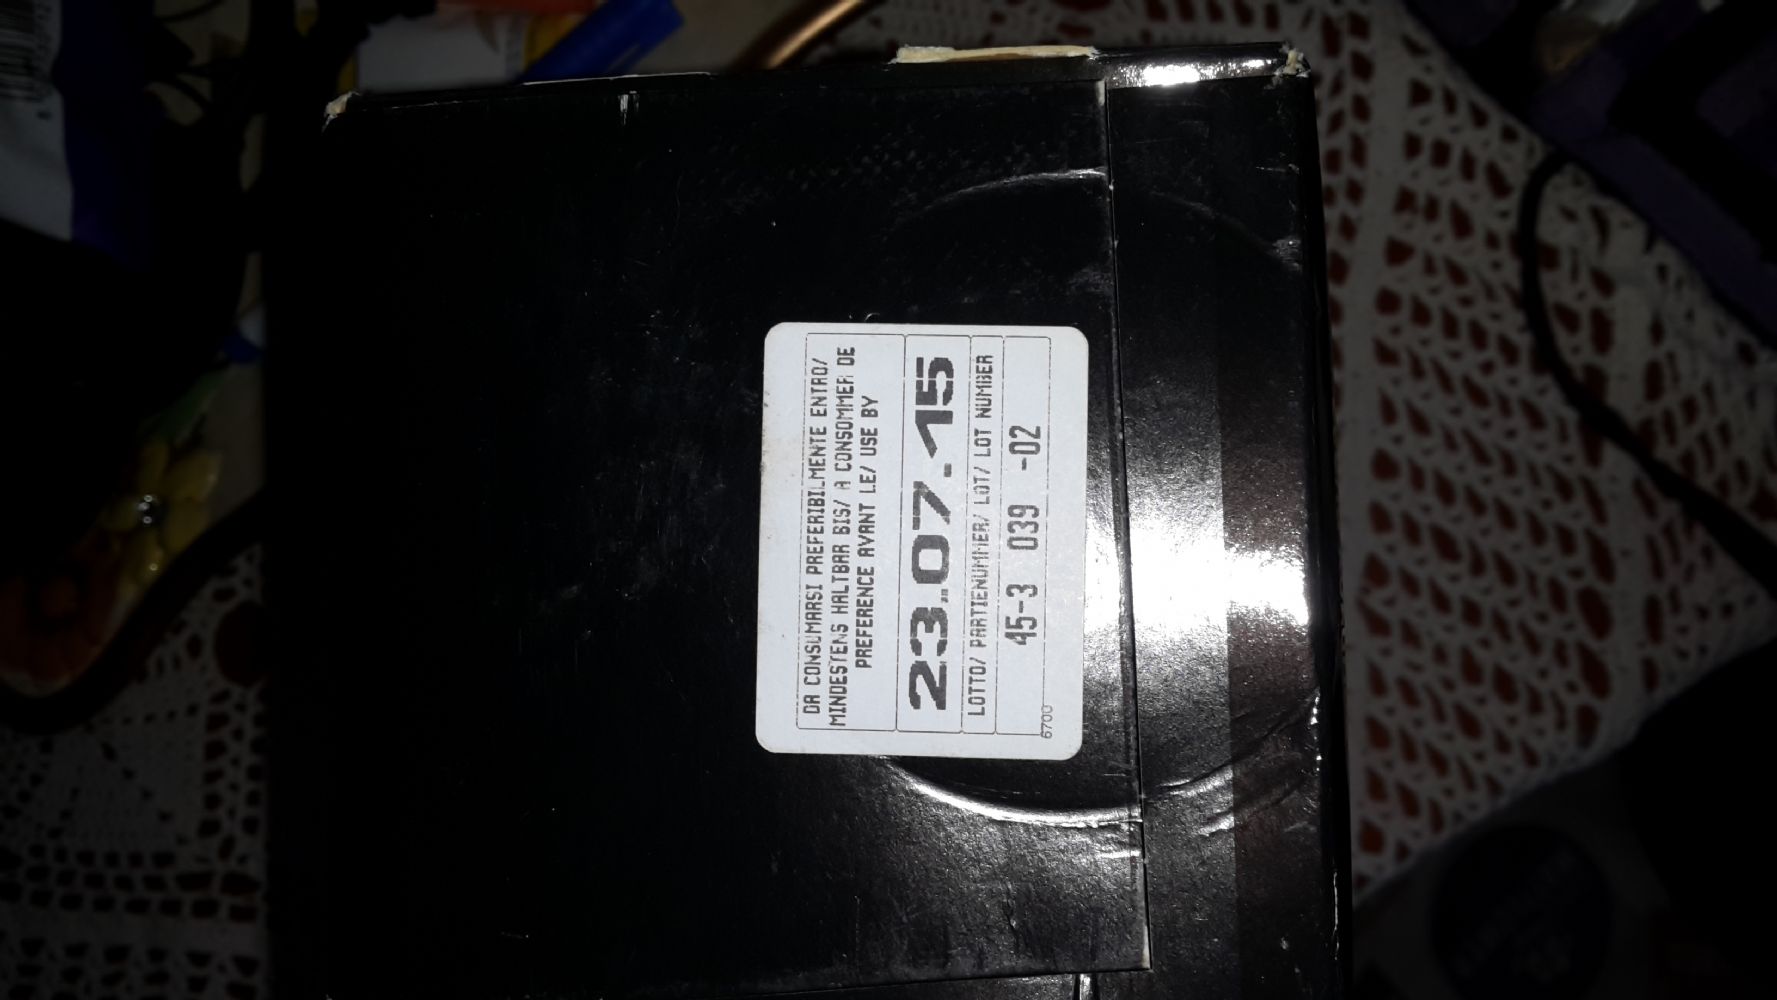 DA CONSUMARSI PREFERIBILMENTE ENTRO/
MINDESTENS HALTBAR BIS/ A CONSOMMER DE
PREFERENCE AVANT LE/ USE BY
23.07.15
LOTTO/ PARTIENUMMER/ LOT/ LOT NUMBER
45-3 039 -02
6700